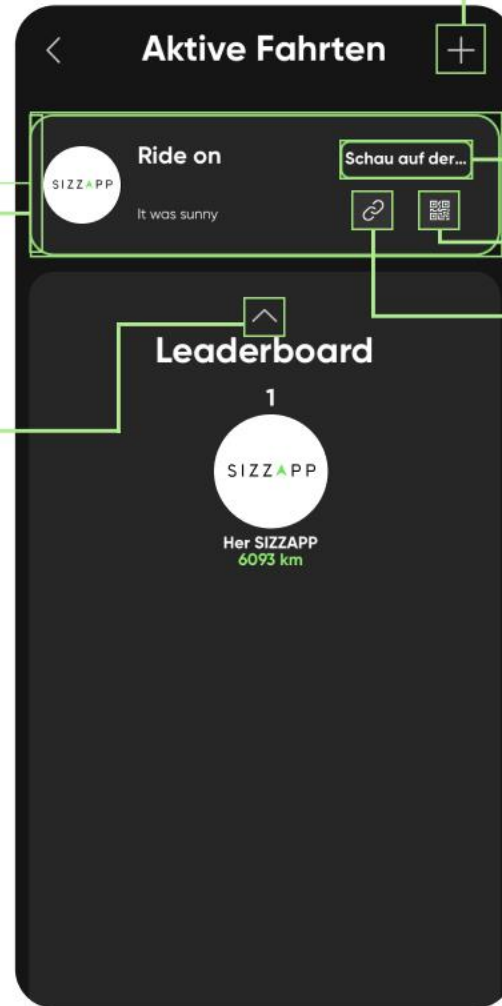 Aktive Fahrten
Ride on
Schau auf der...
SIZZAPP
It was sunny
Leaderboard
1
SIZZAPP
Her SIZZAPP
6093 km